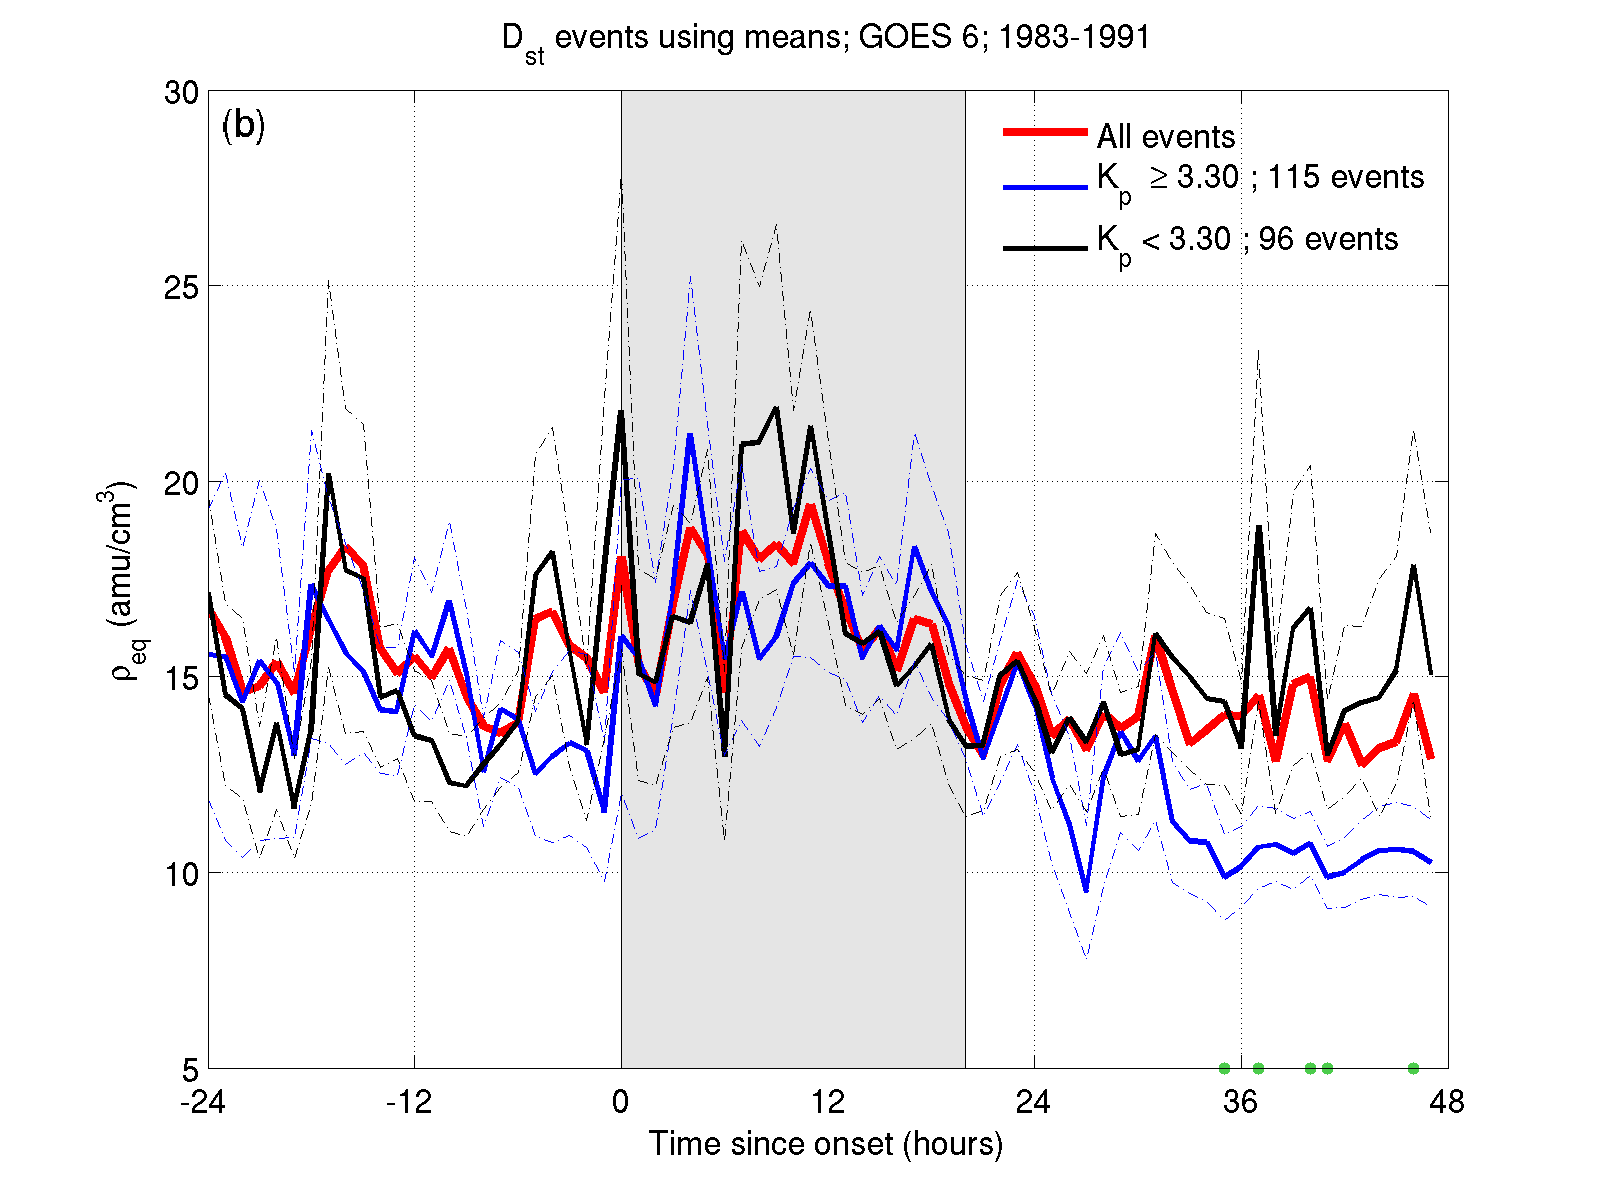 D_st events using means; GOES 6; 1983-1991
(b)
All events
K_p ≥ 3.30 ; 115 events
K_p < 3.30 ; 96 events
30
25
20
15
10
5
ρ_eq (amu/cm^3)
-24 -12 0 12 24 36 48
Time since onset (hours)